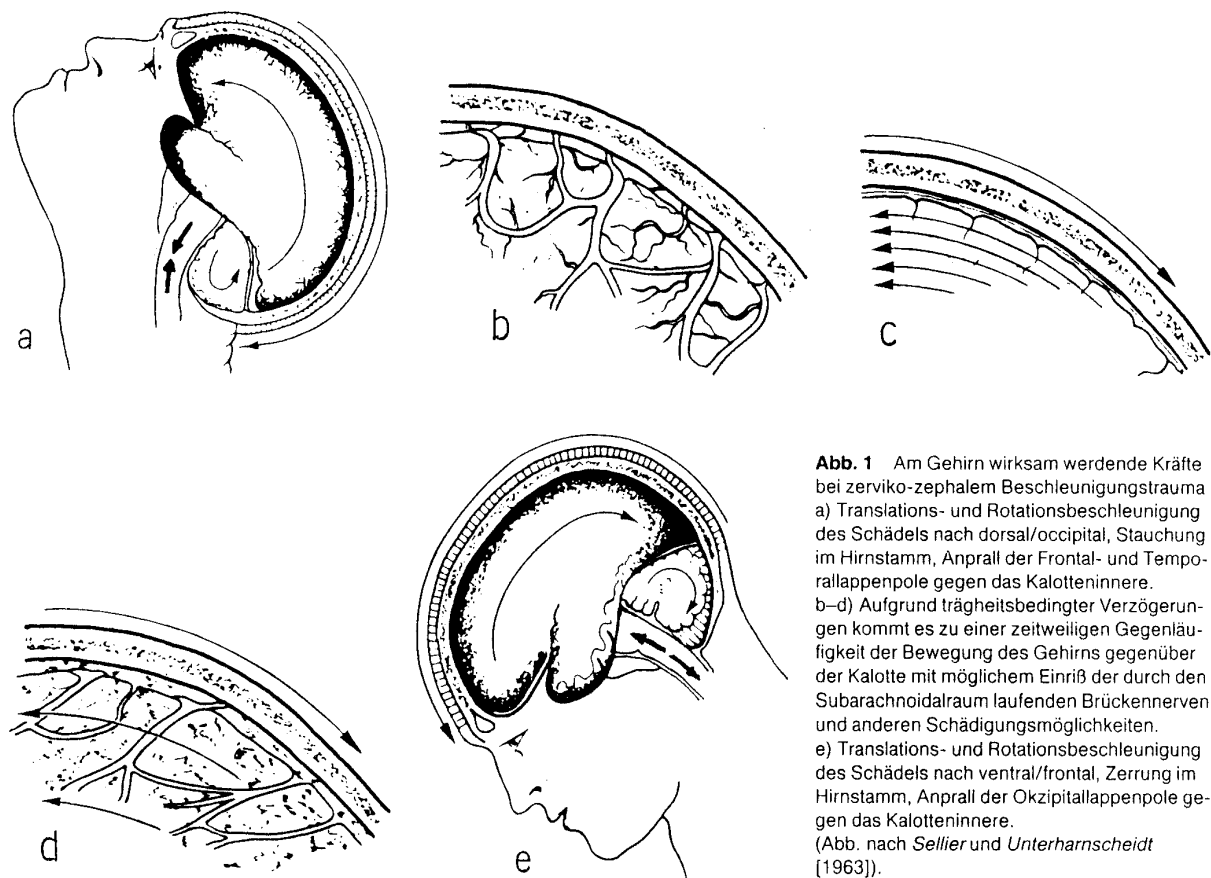 a
b
c
Abb. 1 Am Gehirn wirksam werdende Kräfte
bei zerviko-zephalem Beschleunigungstrauma
a) Translations- und Rotationsbeschleunigung
des Schädels nach dorsal/occipital, Stauchung
im Hirnstamm, Anprall der Frontal- und Tempo-
rallappenpole gegen das Kalotteninnere.
b–d) Aufgrund trägheitsbedingter Verzögerun-
gen kommt es zu einer zeitweiligen Gegenläu-
figkeit der Bewegung des Gehirns gegenüber
der Kalotte mit möglichem Einriß der durch den
Subarachnoidalraum laufenden Brückennerven
und anderen Schädigungsmöglichkeiten.
e) Translations- und Rotationsbeschleunigung
des Schädels nach ventral/frontal, Zerrung im
Hirnstamm, Anprall der Okzipitallappenpole ge-
gen das Kalotteninnere.
(Abb. nach Sellier und Unterharnscheidt
[1963]).
d
e